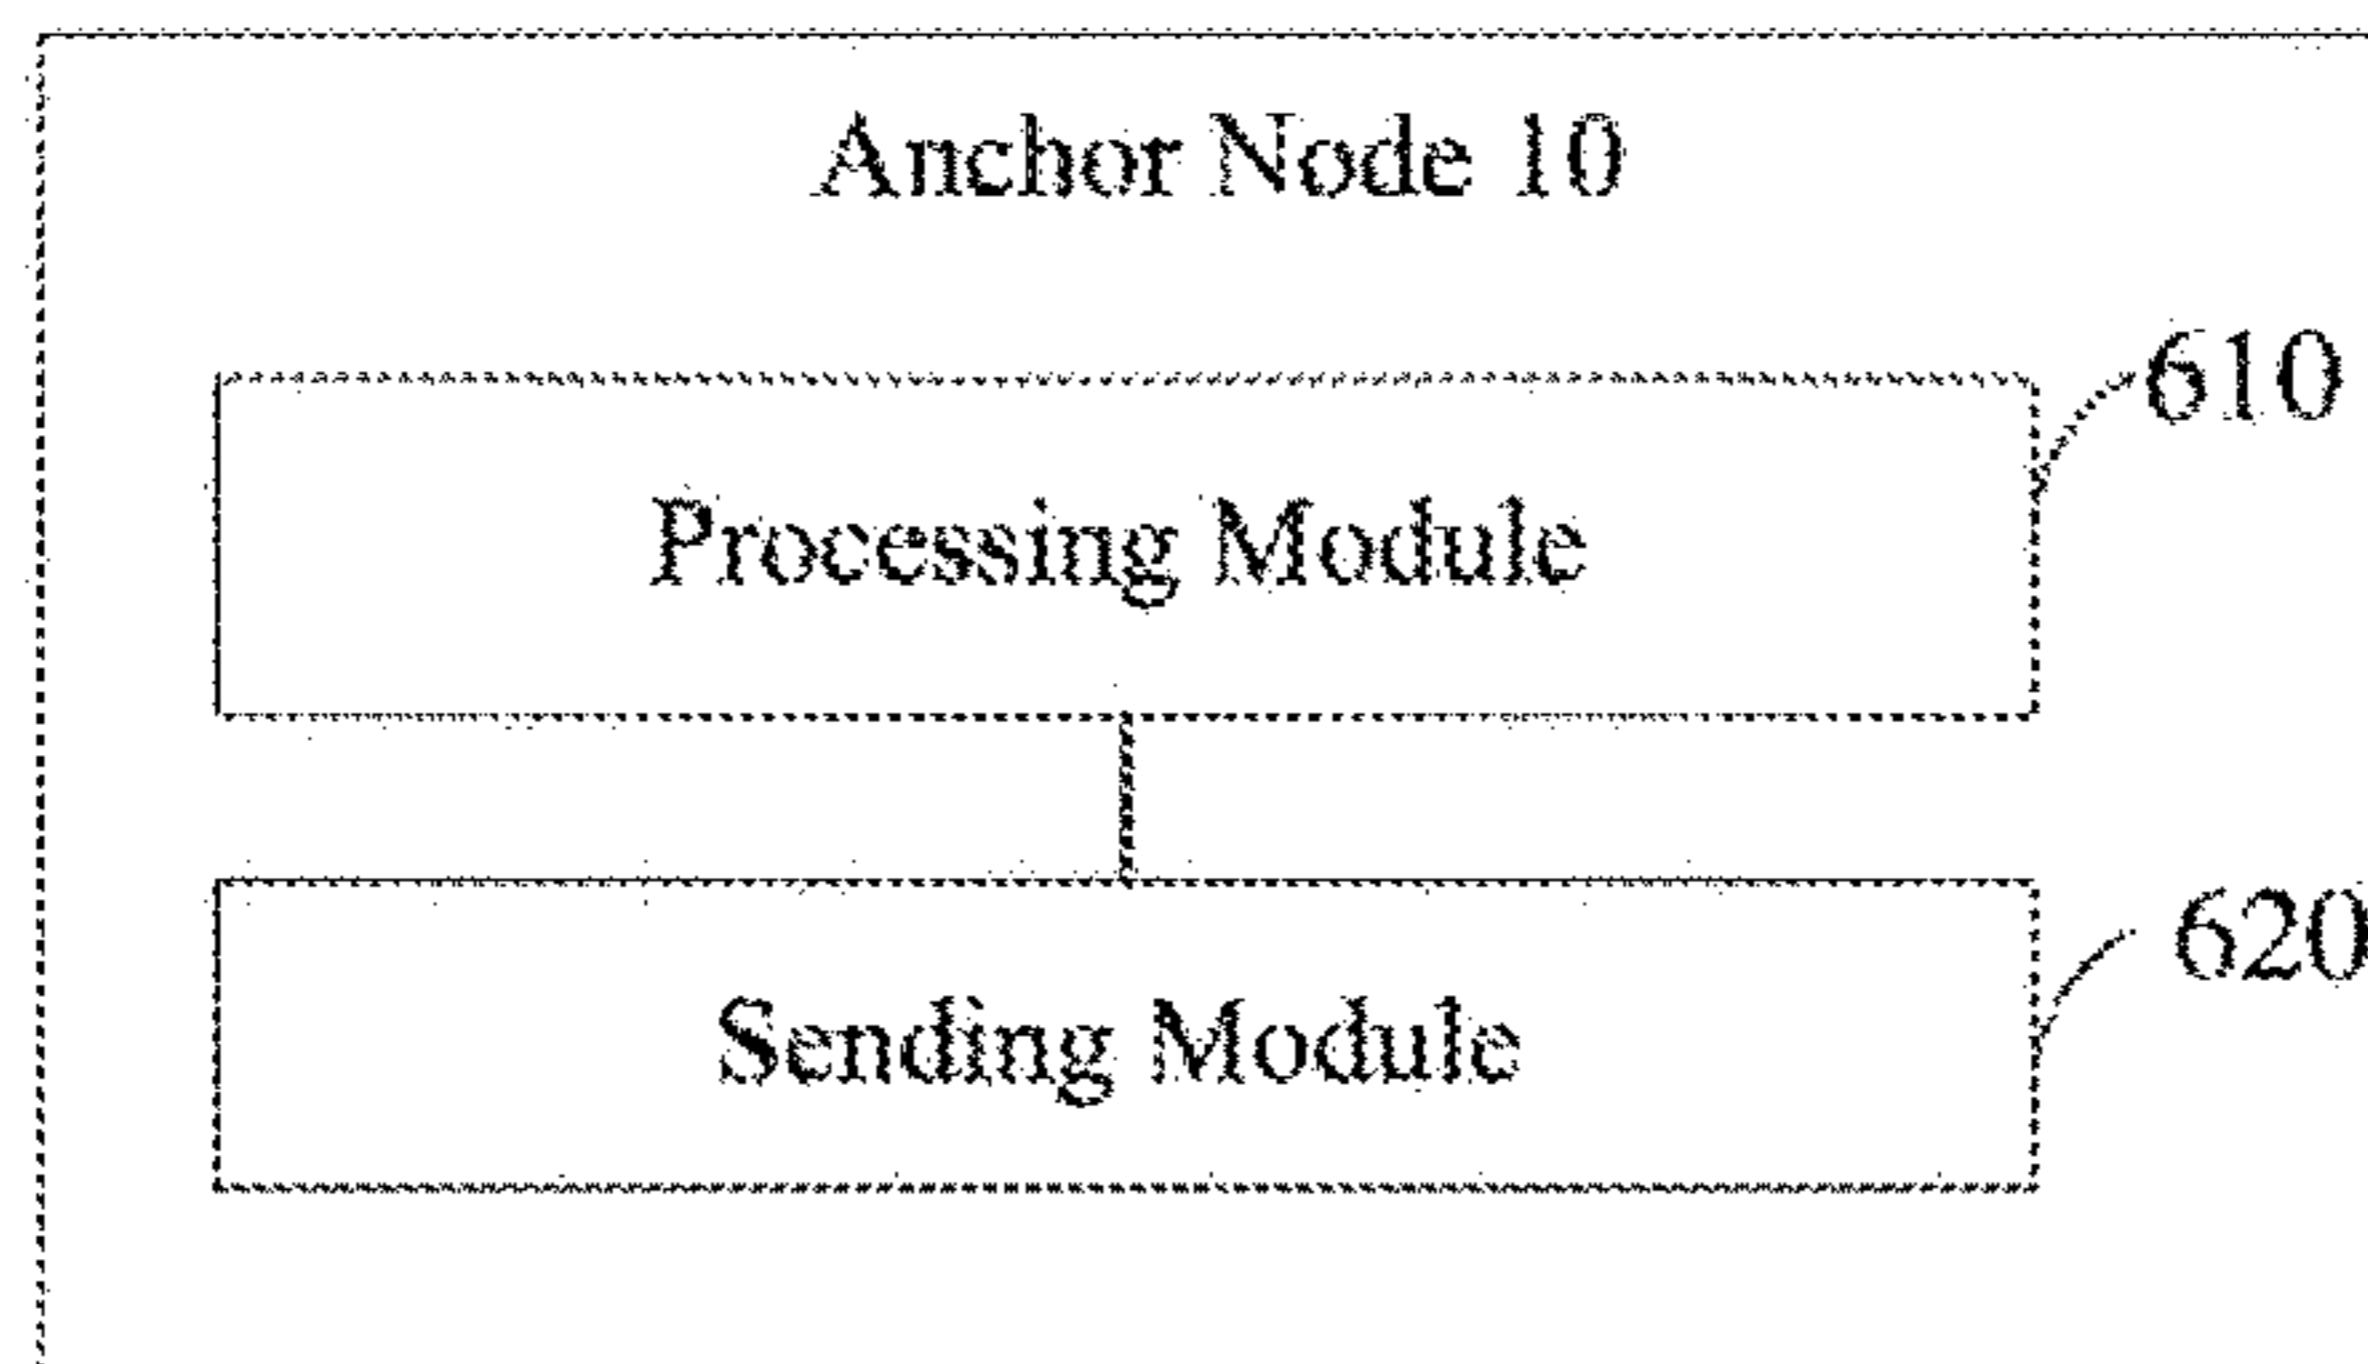 Anchor Node 10
610
Processing Module
620
Sending Module